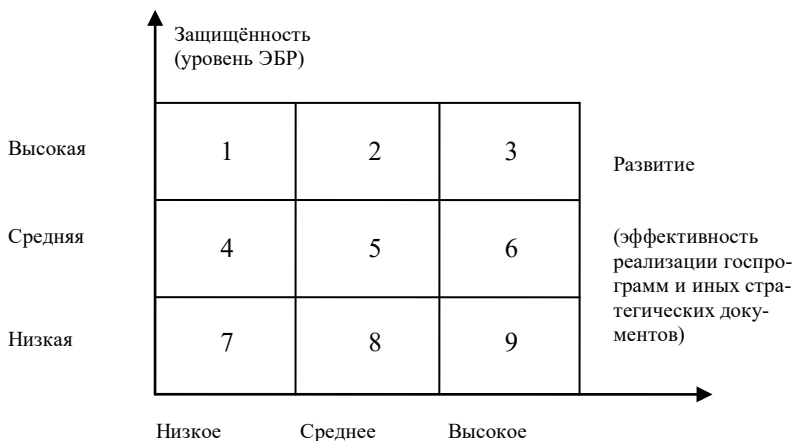 Защищённость
(уровень ЭБР)
Высокая
1 2 3
Развитие
Средняя
4 5 6
(эффективность
реализации госпро-
грамм и иных стра-
тегических доку-
ментов)
Низкая
7 8 9
Низкое Среднее Высокое